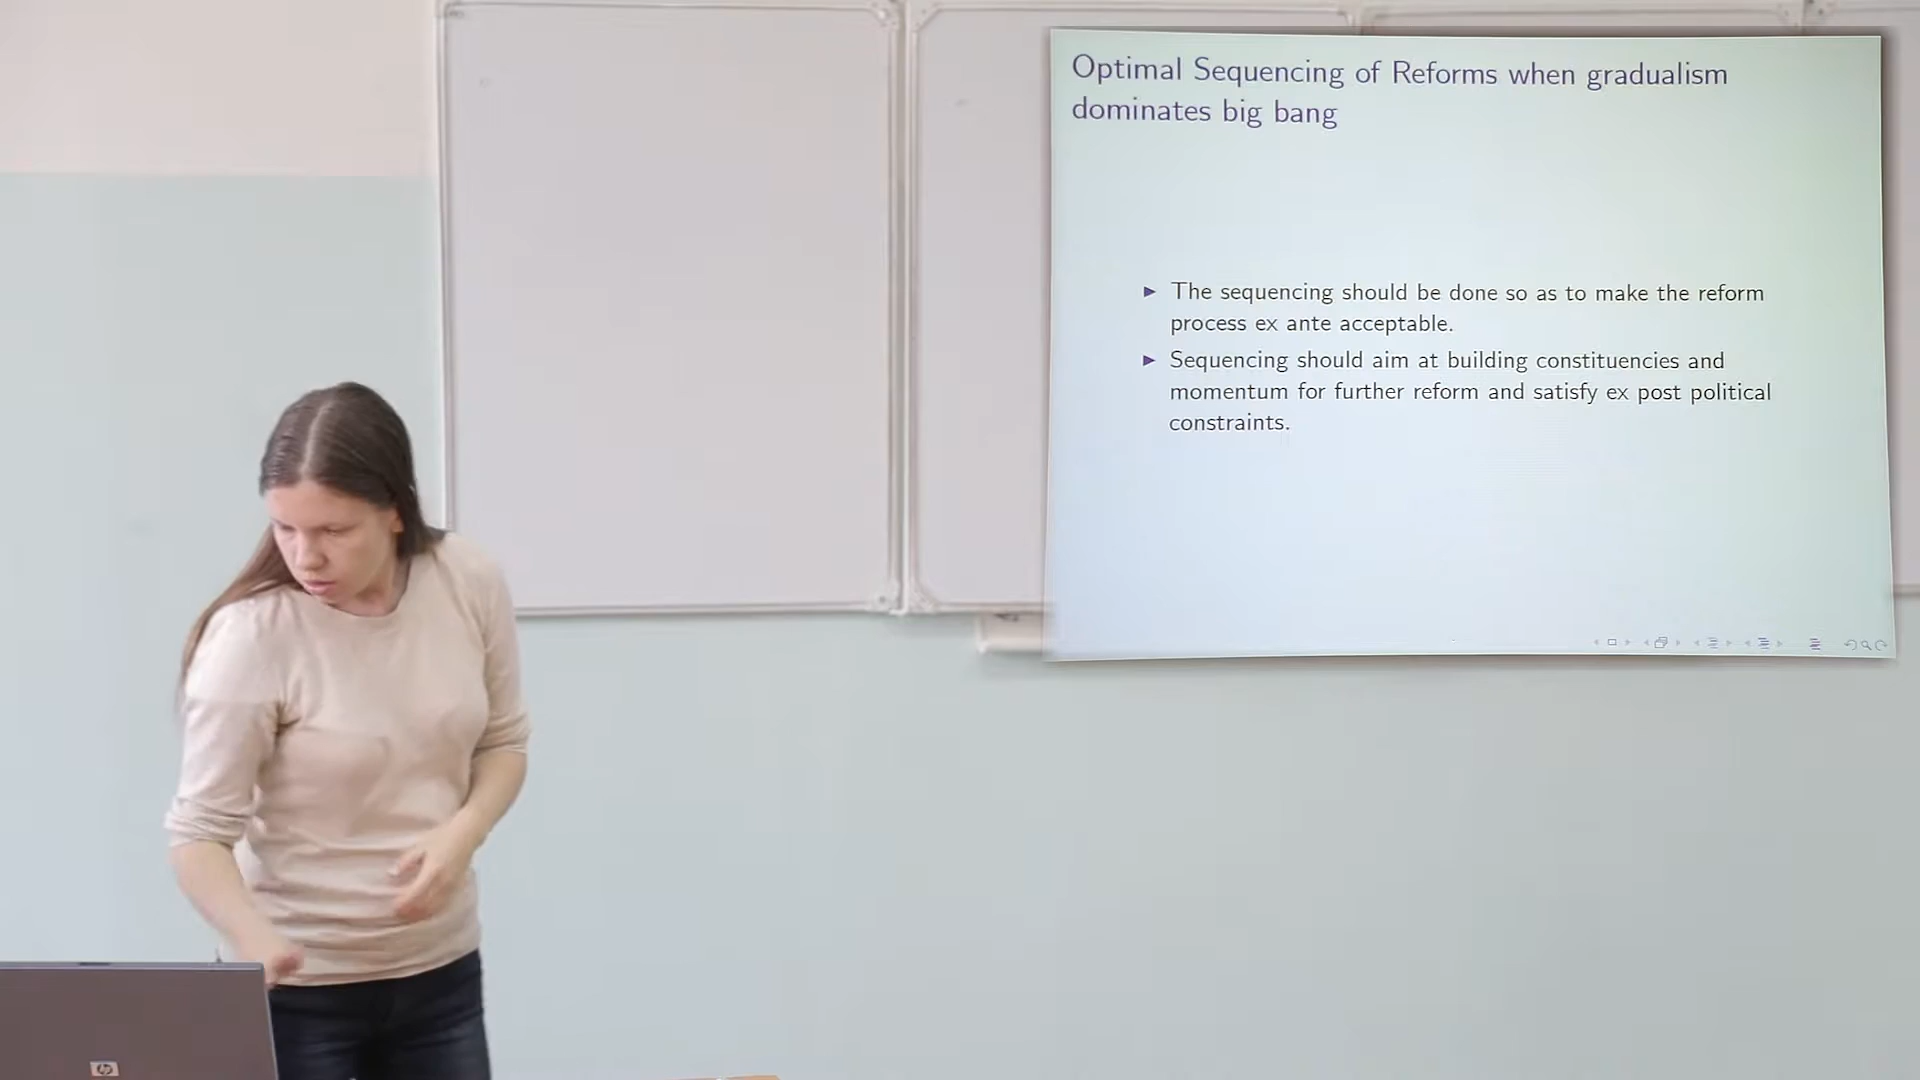 Optimal Sequencing of Reforms when gradualism
dominates big bang
The sequencing should be done so as to make the reform
process ex ante acceptable.
Sequencing should aim at building constituencies and
momentum for further reform and satisfy ex post political
constraints.
hp